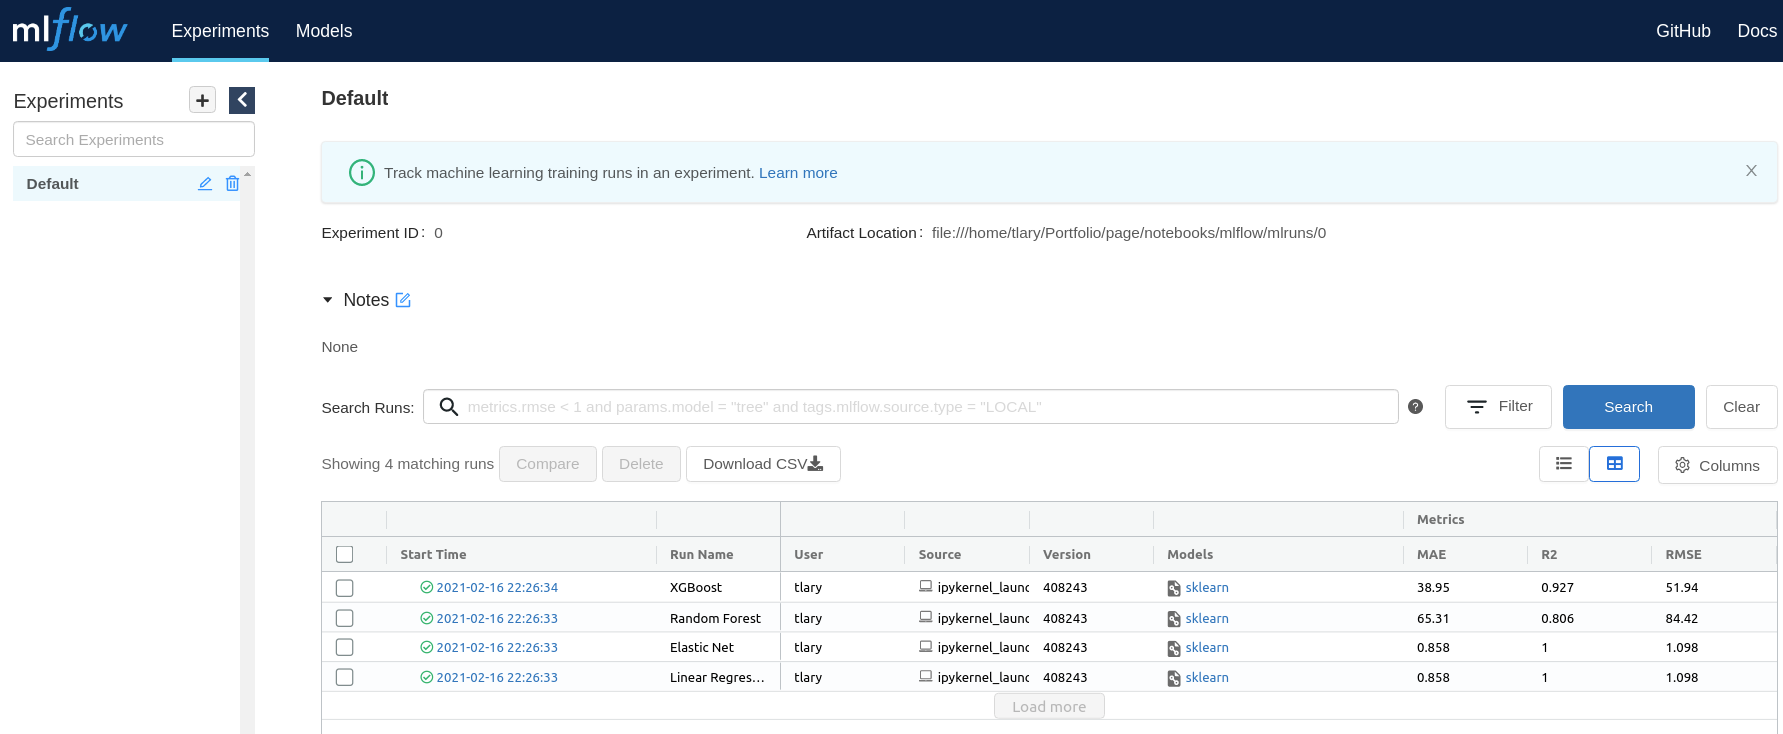 mlflow Experiments Models GitHub Docs
Experiments
Search Experiments
Default
Default
Track machine learning training runs in an experiment. Learn more
Experiment ID: 0 Artifact Location: file:///home/tlary/Portfolio/page/notebooks/mlflow/mlruns/0
Notes
None
Search Runs: metrics.rmse < 1 and params.model = "tree" and tags.mlflow.source.type = "LOCAL" Filter Search Clear
Showing 4 matching runs Compare Delete Download CSV Columns
Metrics
Start Time Run Name User Source Version Models MAE R2 RMSE
2021-02-16 22:26:34 XGBoost tlary ipykernel_launc 408243 sklearn 38.95 0.927 51.94
2021-02-16 22:26:33 Random Forest tlary ipykernel_launc 408243 sklearn 65.31 0.806 84.42
2021-02-16 22:26:33 Elastic Net tlary ipykernel_launc 408243 sklearn 0.858 1 1.098
2021-02-16 22:26:33 Linear Regres... tlary ipykernel_launc 408243 sklearn 0.858 1 1.098
Load more